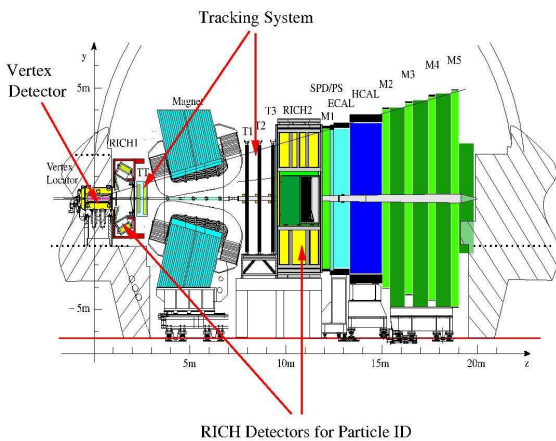 Tracking System
Vertex
Detector
y
5m
Magnet
SPD/PS
HCAL
ECAL
M1
M2
M3
M4
M5
T1
T2
T3
RICH2
RICH1
TT
Vertex
Locator
-5m
5m
10m
15m
20m
z
RICH Detectors for Particle ID